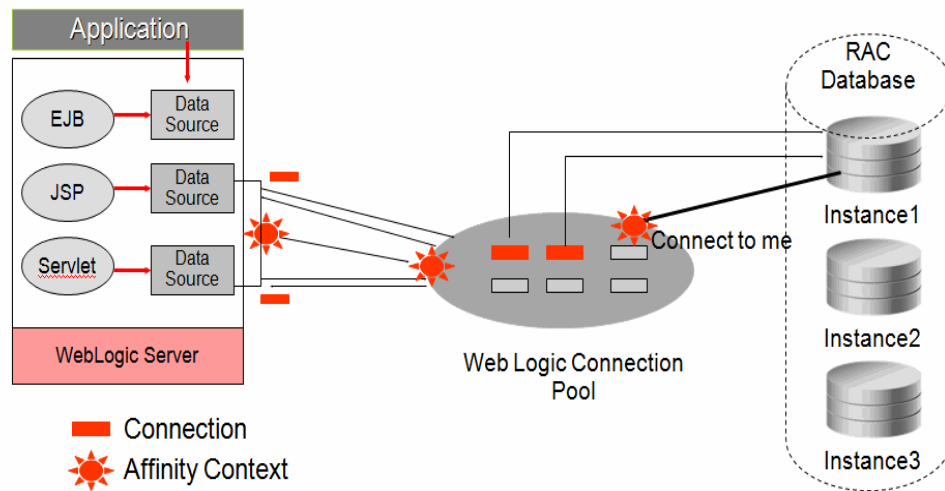 Application
RAC
Database
EJB
Data
Source
JSP
Data
Source
Servlet
Data
Source
Instance1
Connect to me
Instance2
WebLogic Server
Web Logic Connection
Pool
Connection
Affinity Context
Instance3